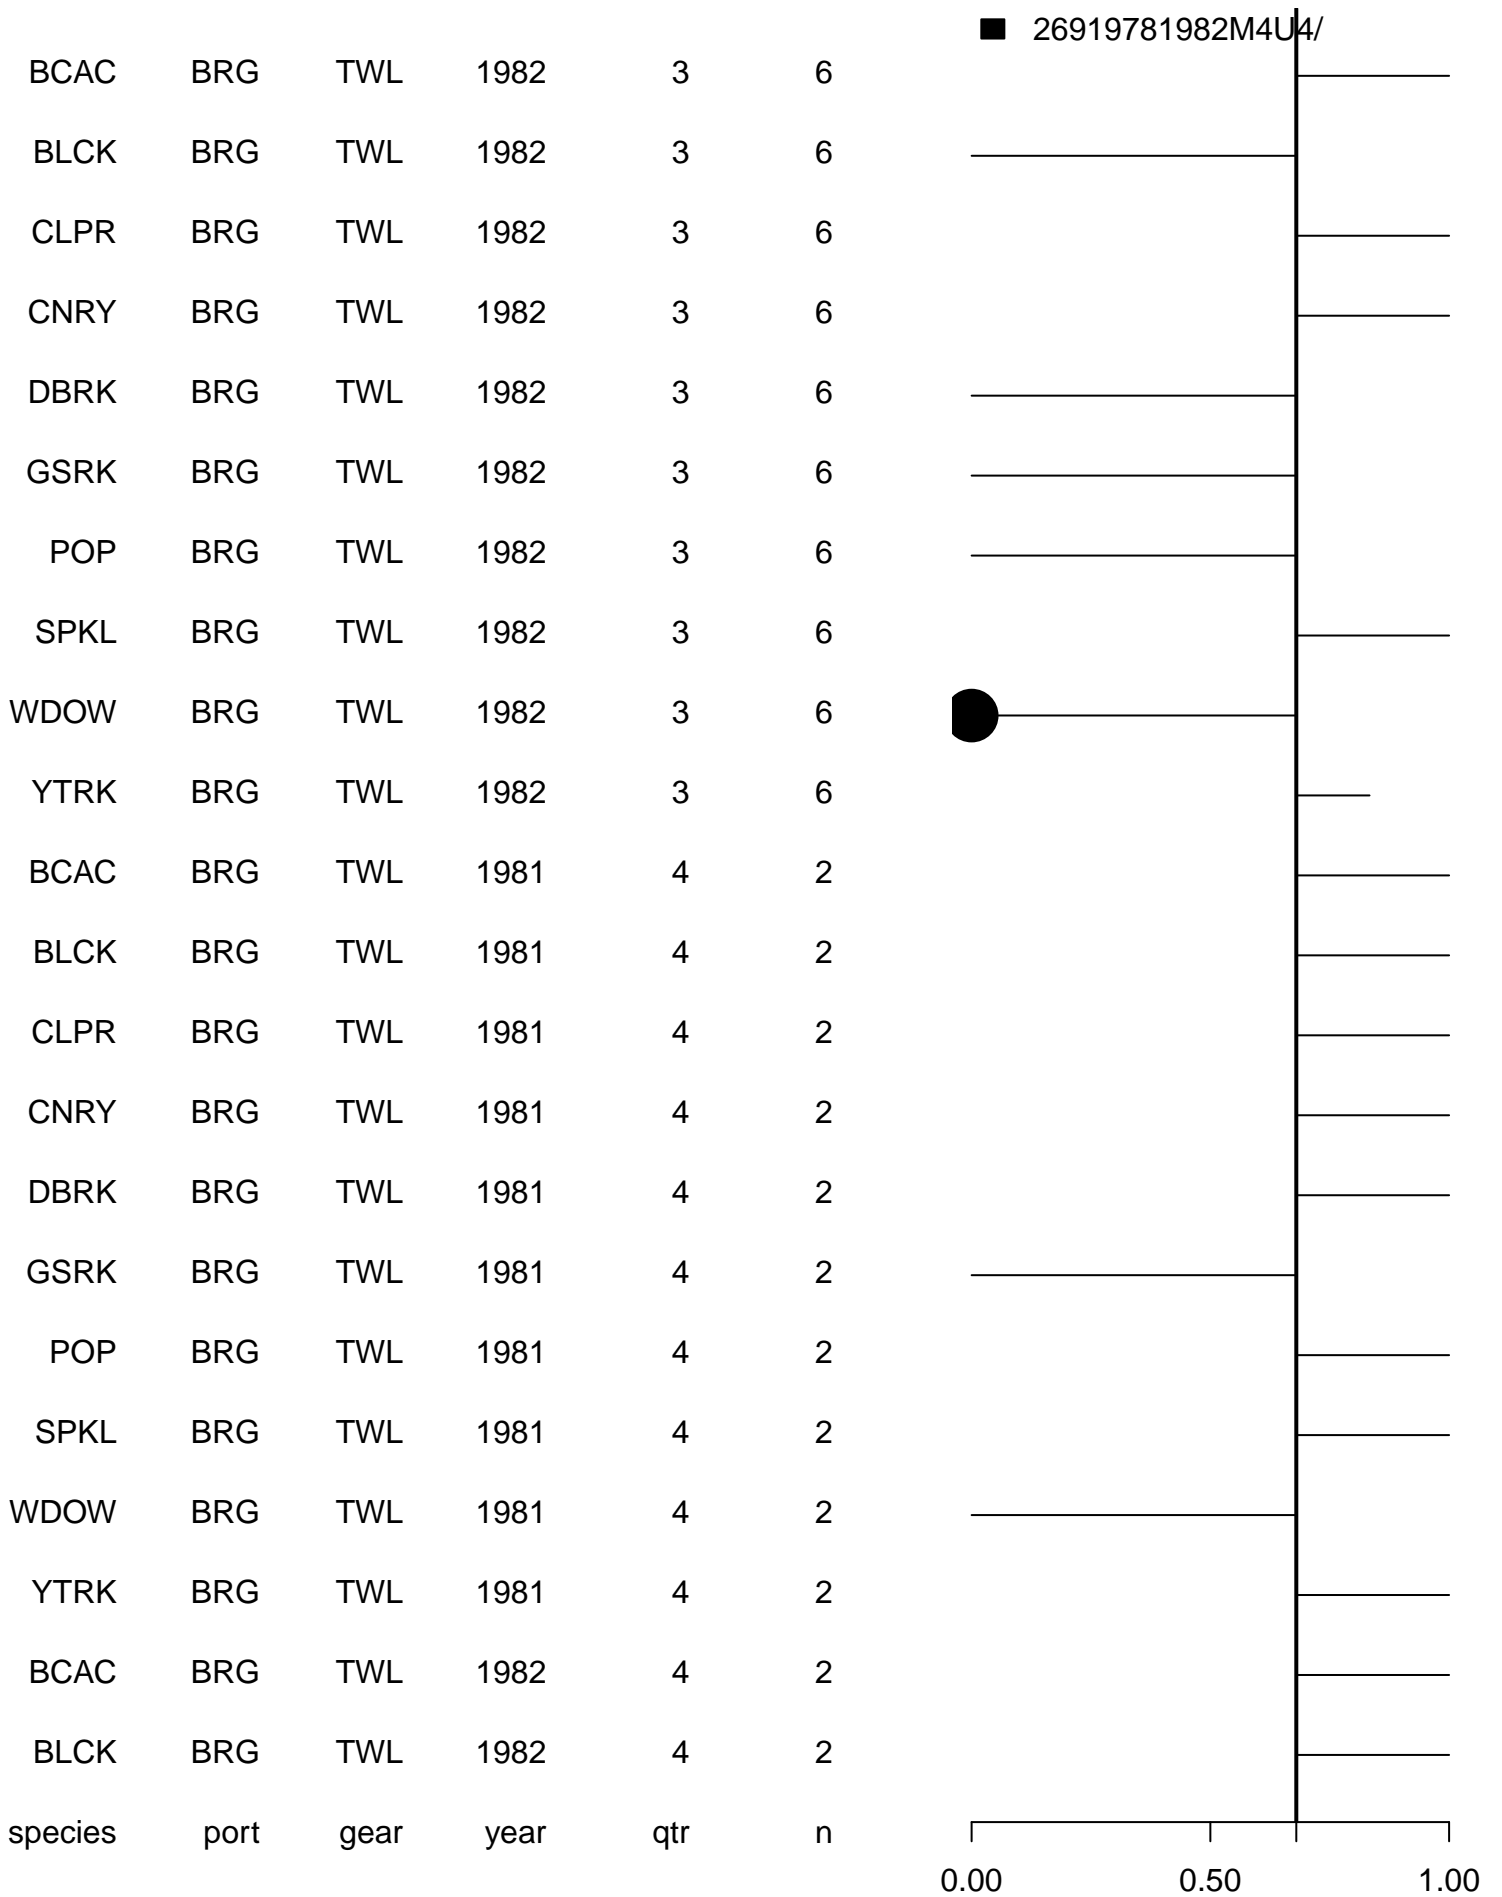 26919781982M4U4/
BCAC BRG TWL 1982 3 6
BLCK BRG TWL 1982 3 6
CLPR BRG TWL 1982 3 6
CNRY BRG TWL 1982 3 6
DBRK BRG TWL 1982 3 6
GSRK BRG TWL 1982 3 6
POP BRG TWL 1982 3 6
SPKL BRG TWL 1982 3 6
WDOW BRG TWL 1982 3 6
YTRK BRG TWL 1982 3 6
BCAC BRG TWL 1981 4 2
BLCK BRG TWL 1981 4 2
CLPR BRG TWL 1981 4 2
CNRY BRG TWL 1981 4 2
DBRK BRG TWL 1981 4 2
GSRK BRG TWL 1981 4 2
POP BRG TWL 1981 4 2
SPKL BRG TWL 1981 4 2
WDOW BRG TWL 1981 4 2
YTRK BRG TWL 1981 4 2
BCAC BRG TWL 1982 4 2
BLCK BRG TWL 1982 4 2
species port gear year qtr n
0.00 0.50 1.00